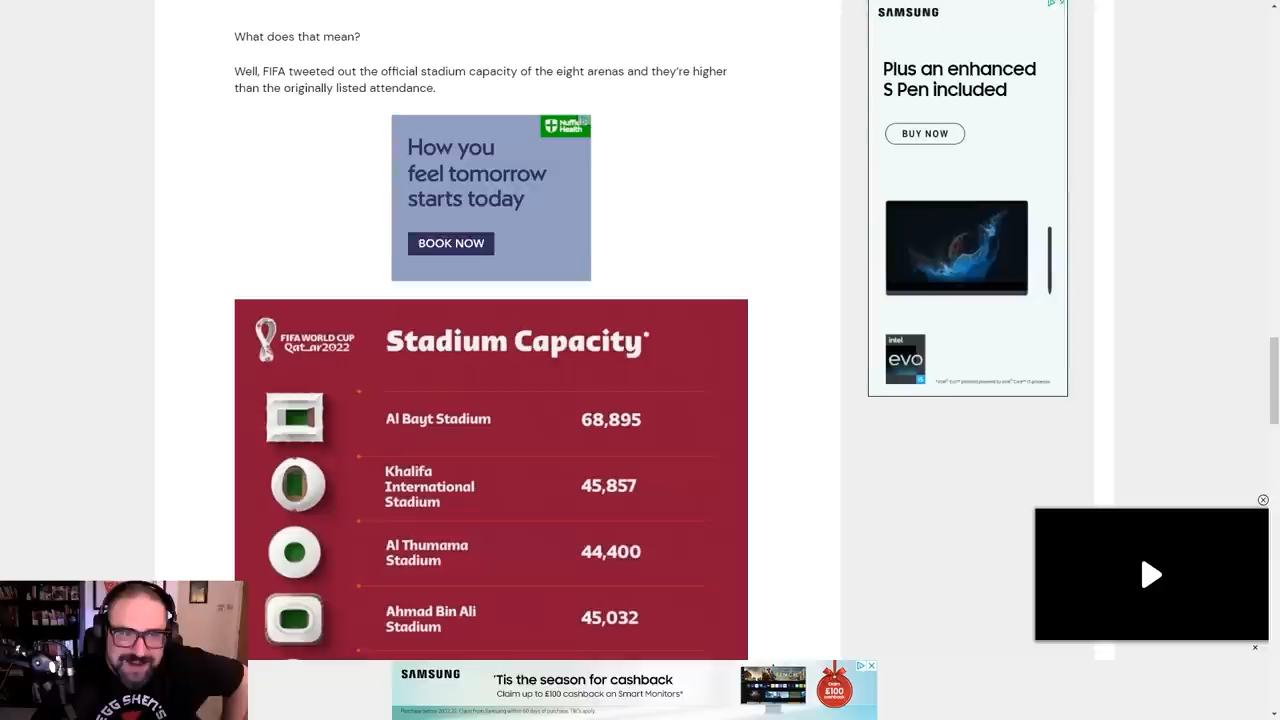 What does that mean?
Well, FIFA tweeted out the official stadium capacity of the eight arenas and they're higher
than the originally listed attendance.
How you
feel tomorrow
starts today
BOOK NOW
FIFA WORLD CUP
Qatar2022
Stadium Capacity*
Al Bayt Stadium 68,895
Khalifa
International
Stadium
45,857
Al Thumama
Stadium
44,400
Ahmad Bin Ali
Stadium
45,032
SAMSUNG
Plus an enhanced
S Pen included
BUY NOW
intel
evo
i5
SAMSUNG
'Tis the season for cashback
Claim up to £100 cashback on Smart Monitors*
Claim
£100
cashback